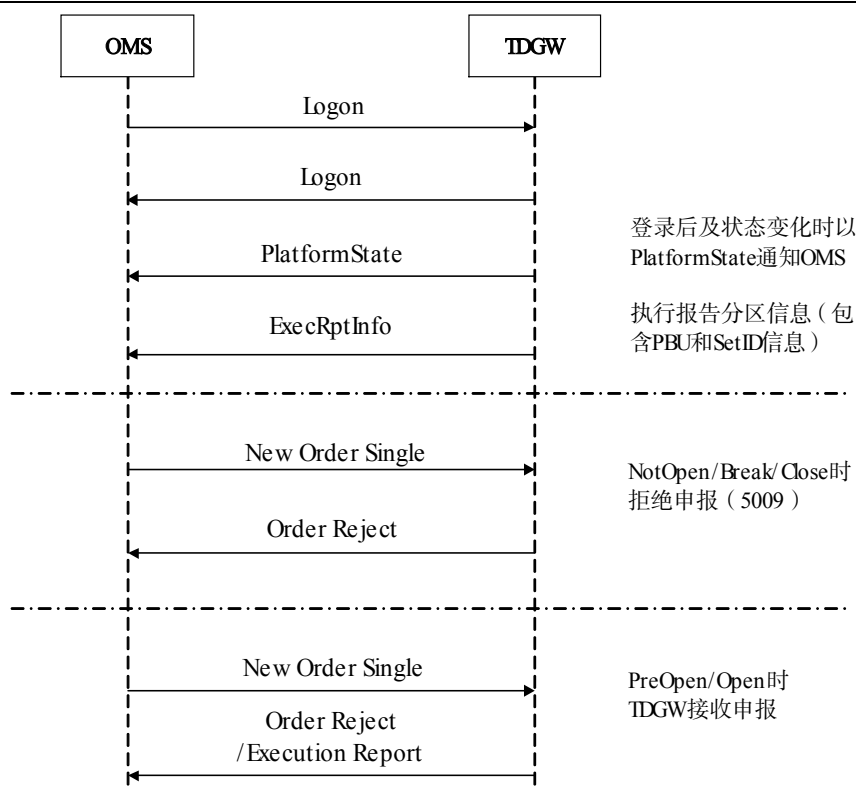 OMS
TDGW
Logon
Logon
登录后及状态变化时以
PlatformState通知OMS
PlatformState
执行报告分区信息（包
含PBU和SetID信息）
ExecRptInfo
New Order Single
NotOpen/Break/Close时
拒绝申报（5009）
Order Reject
New Order Single
PreOpen/Open时
TDGW接收申报
Order Reject
/Execution Report